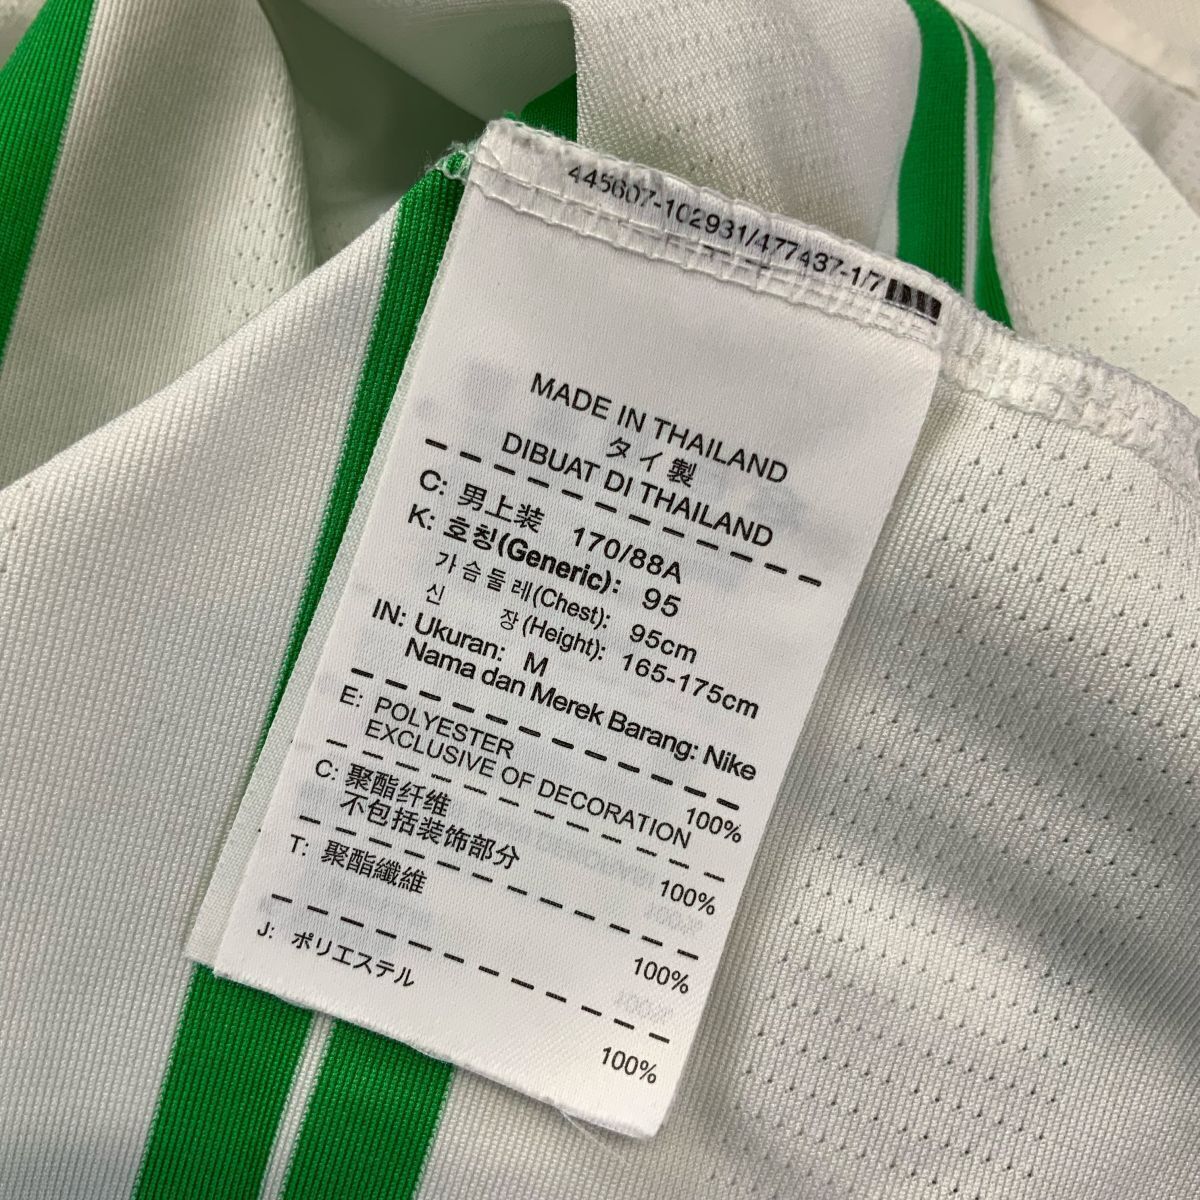 445607-102931/477437-1/7
MADE IN THAILAND
タイ製
DIBUAT DI THAILAND
C: 男上装 170/88A
K: 호칭(Generic): 95
가슴둘레(Chest): 95cm
신 장(Height): 165-175cm
IN: Ukuran: M
Nama dan Merek Barang: Nike
E: POLYESTER 100%
EXCLUSIVE OF DECORATION
C: 聚酯纤维 100%
不包括装饰部分
T: 聚酯纖維 100%
J: ポリエステル 100%